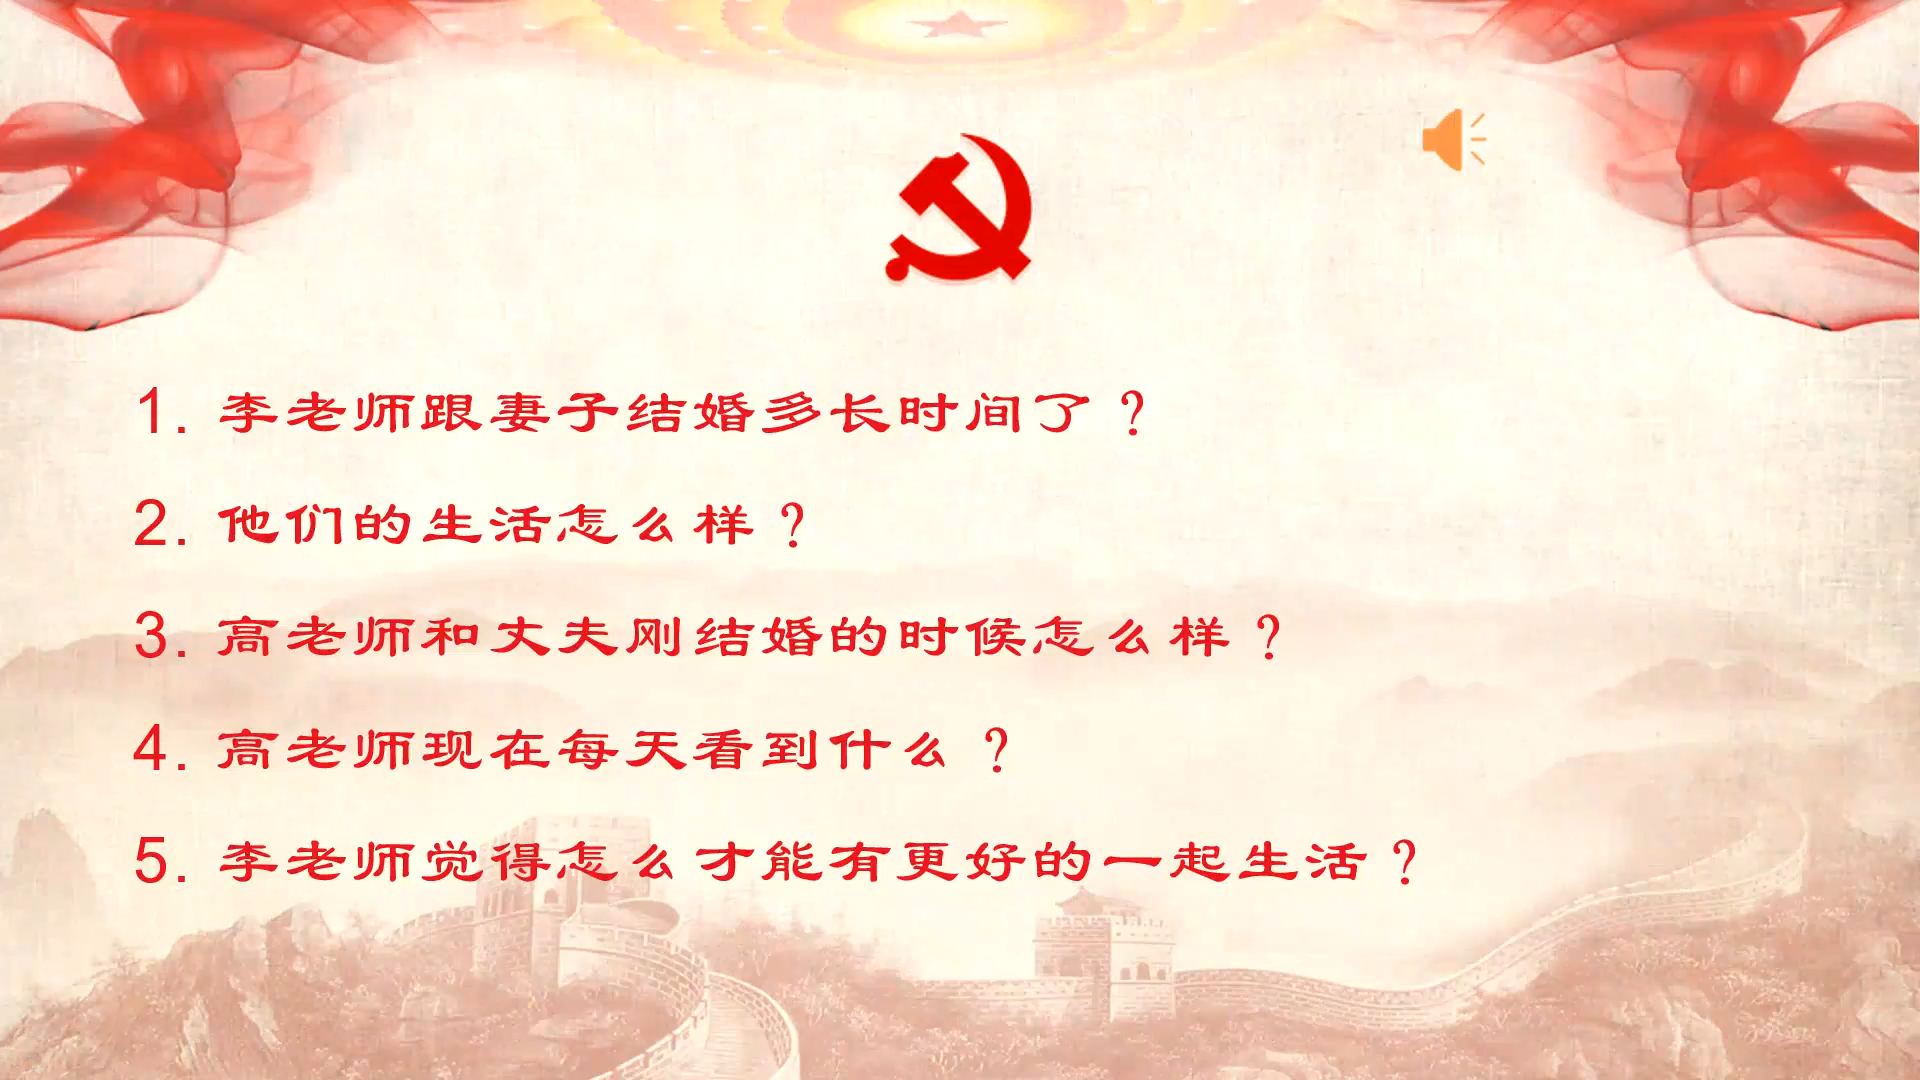 1. 李老师跟妻子结婚多长时间了？
2. 他们的生活怎么样？
3. 高老师和丈夫刚结婚的时候怎么样？
4. 高老师现在每天看到什么？
5. 李老师觉得怎么才能有更好的一起生活？